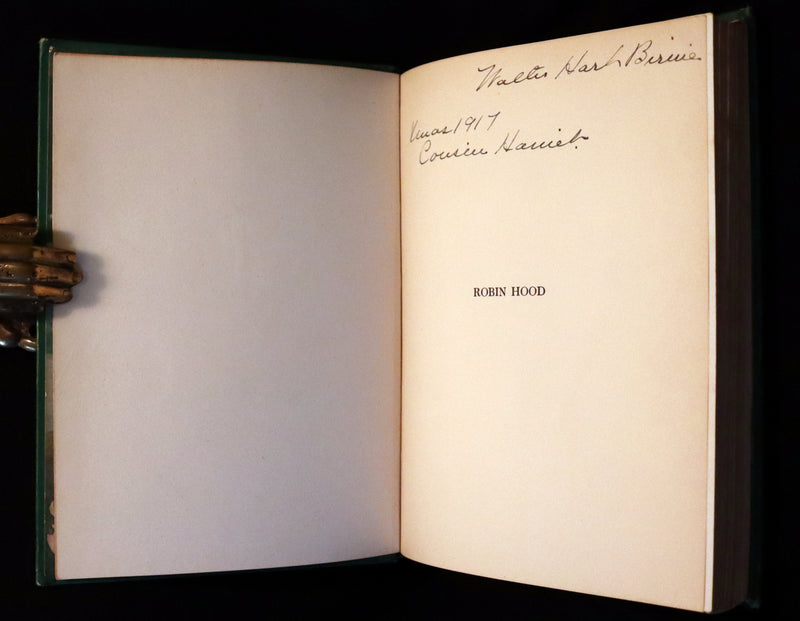 Walter Hart Birnie
Xmas 1917
Cousin Harriet.
ROBIN HOOD